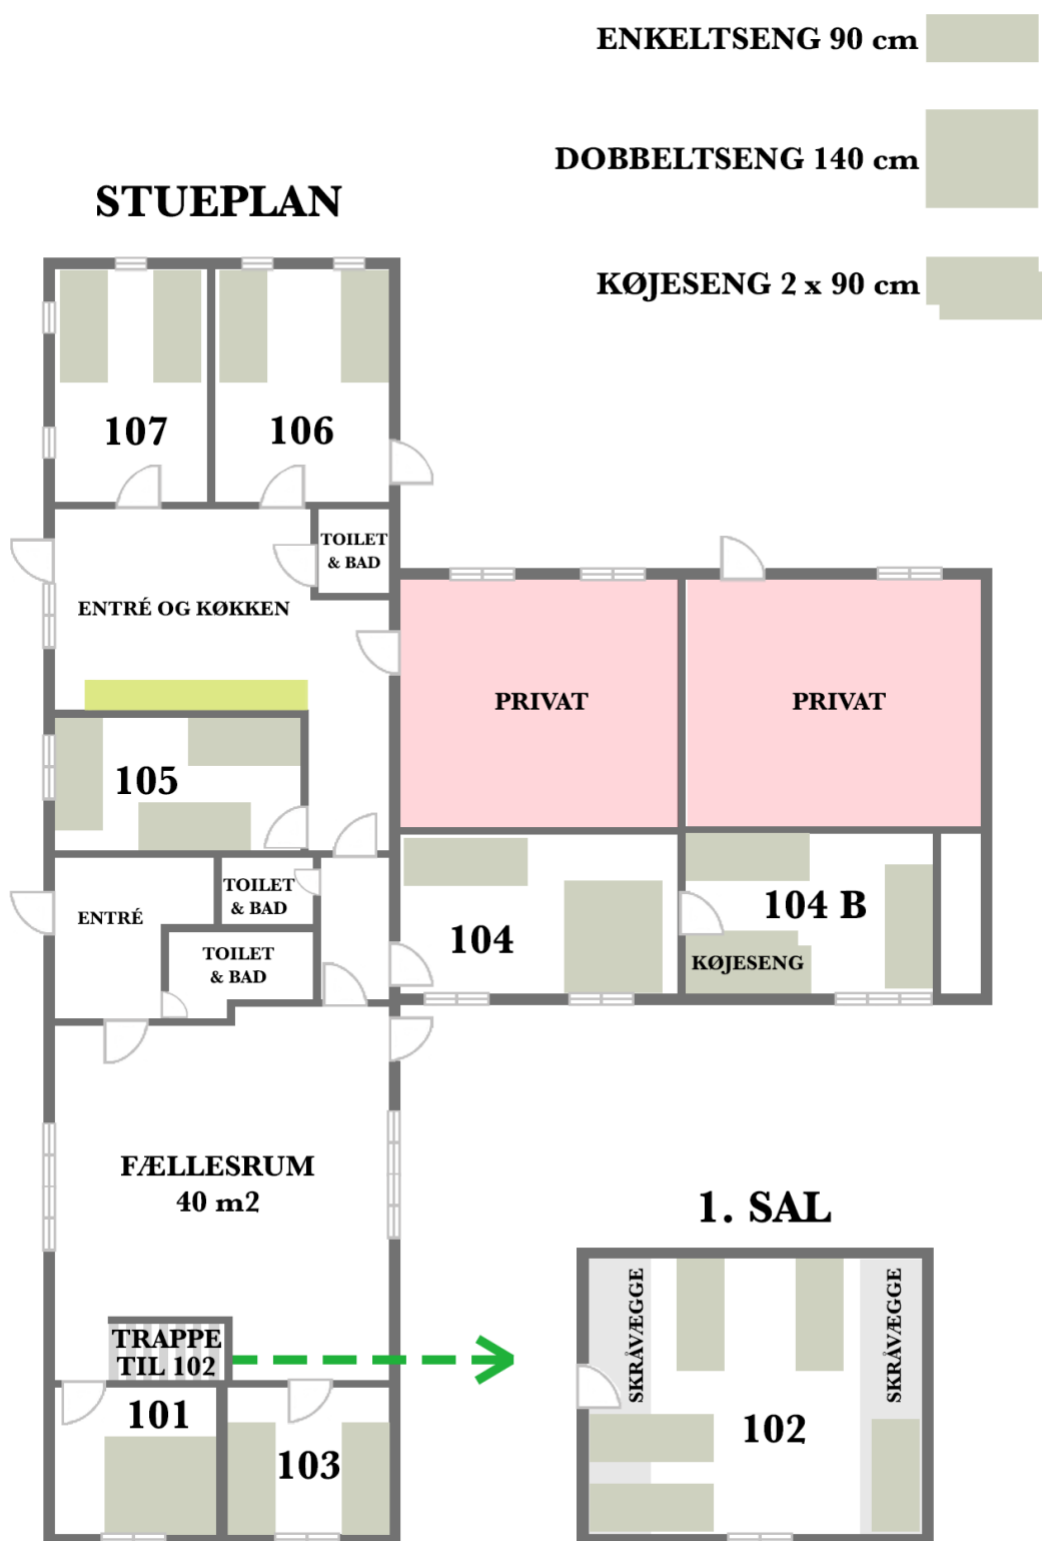 ENKELTSENG 90 cm
DOBBELTSENG 140 cm
KØJESENG 2 x 90 cm
STUEPLAN
107
106
TOILET
& BAD
ENTRÉ OG KØKKEN
PRIVAT
PRIVAT
105
TOILET
& BAD
ENTRÉ
TOILET
& BAD
104
104 B
KØJESENG
FÆLLESRUM
40 m2
TRAPPE
TIL 102
101
103
1. SAL
SKRÅVÆGGE
SKRÅVÆGGE
102